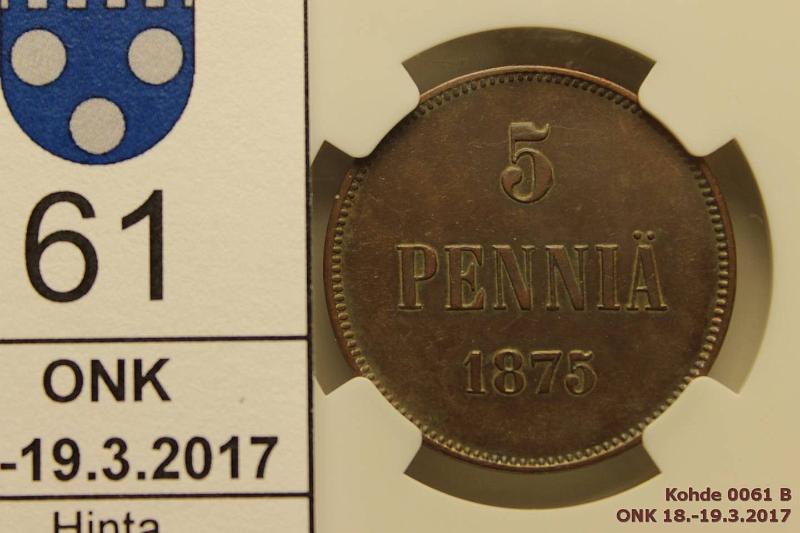 61
ONK
.-19.3.2017
Hinta
5
PENNIÄ
1875
Kohde 0061 B
ONK 18.-19.3.2017